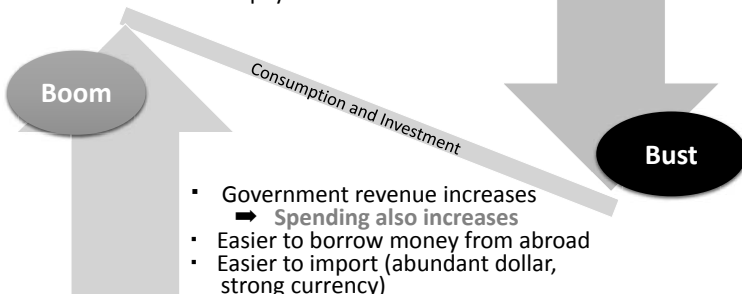 Boom
Consumption and Investment
Bust
▪ Government revenue increases
➡ Spending also increases
▪ Easier to borrow money from abroad
▪ Easier to import (abundant dollar,
strong currency)